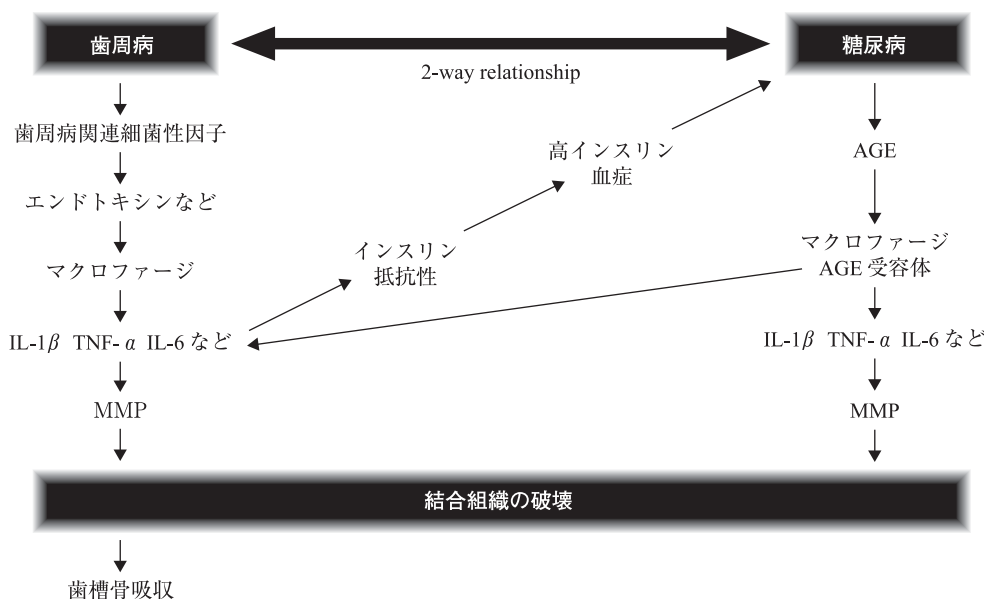 歯周病
糖尿病
2-way relationship
歯周病関連細菌性因子
エンドトキシンなど
マクロファージ
IL-1β TNF-α IL-6 など
MMP
インスリン
抵抗性
高インスリン
血症
AGE
マクロファージ
AGE 受容体
IL-1β TNF-α IL-6 など
MMP
結合組織の破壊
歯槽骨吸収